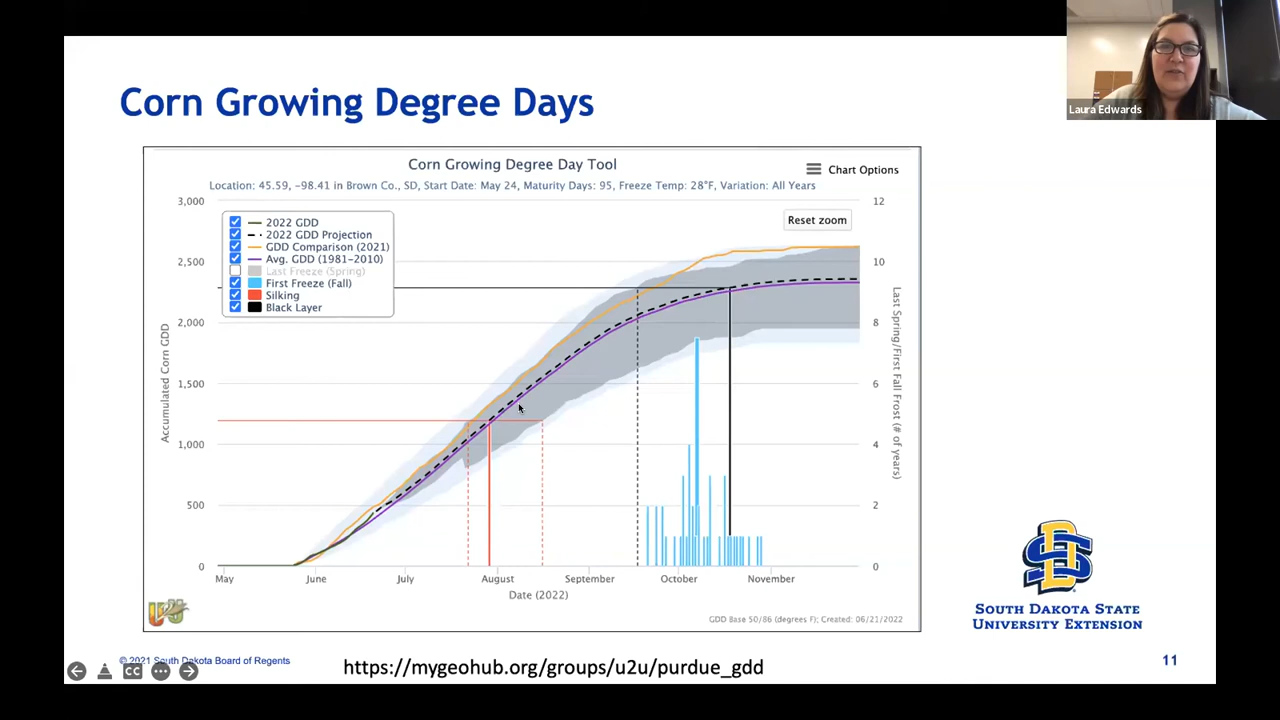 Laura Edwards
Corn Growing Degree Days
Corn Growing Degree Day Tool
Chart Options
Location: 45.59, -98.41 in Brown Co., SD, Start Date: May 24, Maturity Days: 95, Freeze Temp: 28°F, Variation: All Years
Reset zoom
2022 GDD
2022 GDD Projection
GDD Comparison (2021)
Avg. GDD (1981-2010)
Last Freeze (Spring)
First Freeze (Fall)
Silking
Black Layer
3,000
2,500
2,000
1,500
1,000
500
0
Accumulated Corn GDD
12
10
8
6
4
2
0
Last Spring/First Fall Frost (# of years)
May June July August September October November
Date (2022)
U2U
GDD Base 50/86 (degrees F); Created: 06/21/2022
SD
SOUTH DAKOTA STATE
UNIVERSITY EXTENSION
© 2021 South Dakota Board of Regents
CC
https://mygeohub.org/groups/u2u/purdue_gdd
11